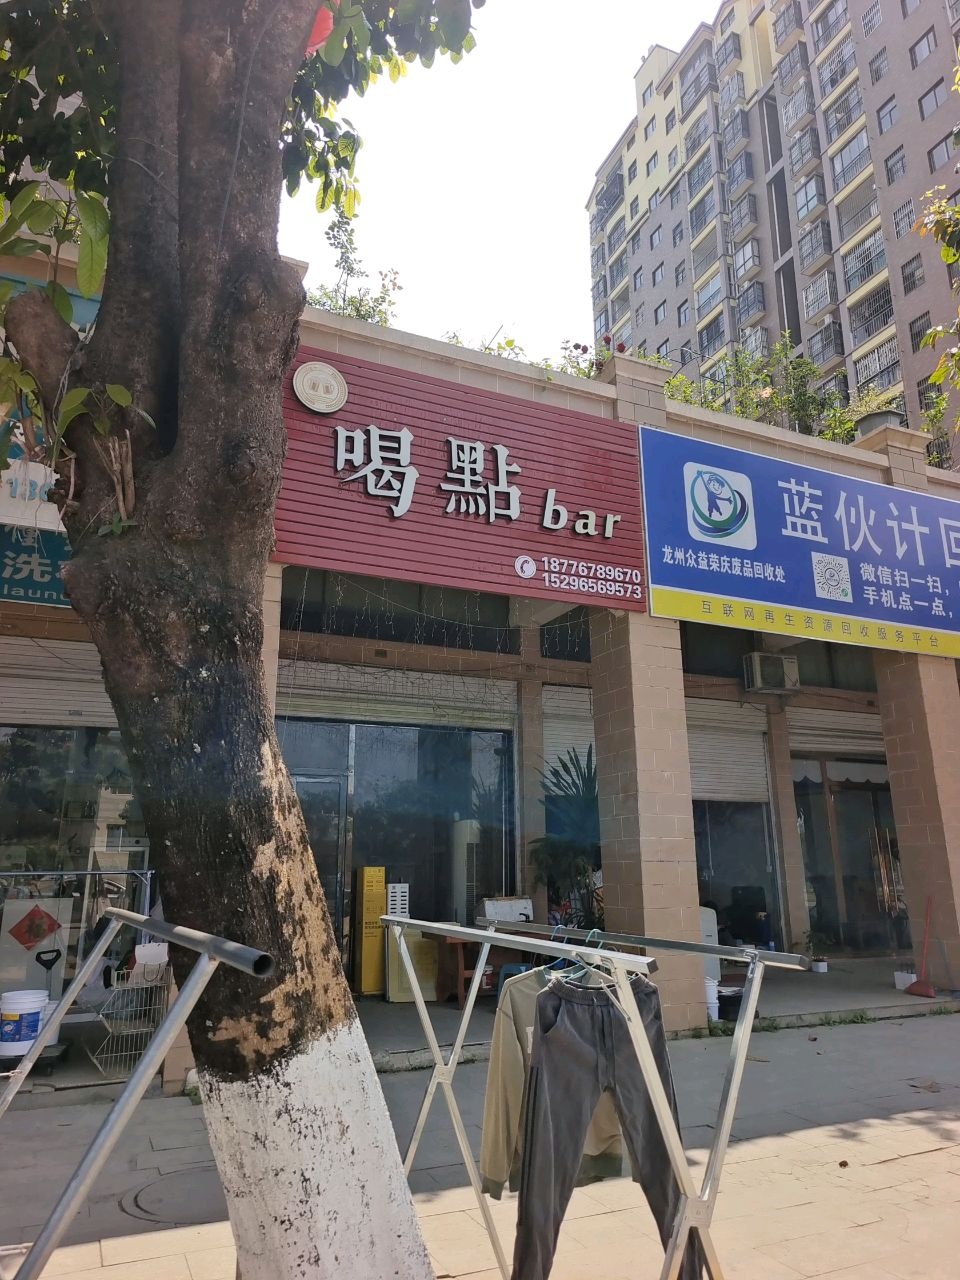 喝點 bar
18776789670
15296569573
蓝伙计回
龙州众益荣庆废品回收处
微信扫一扫，
手机点一点，
互联网再生资源回收服务平台
洗
laun
福